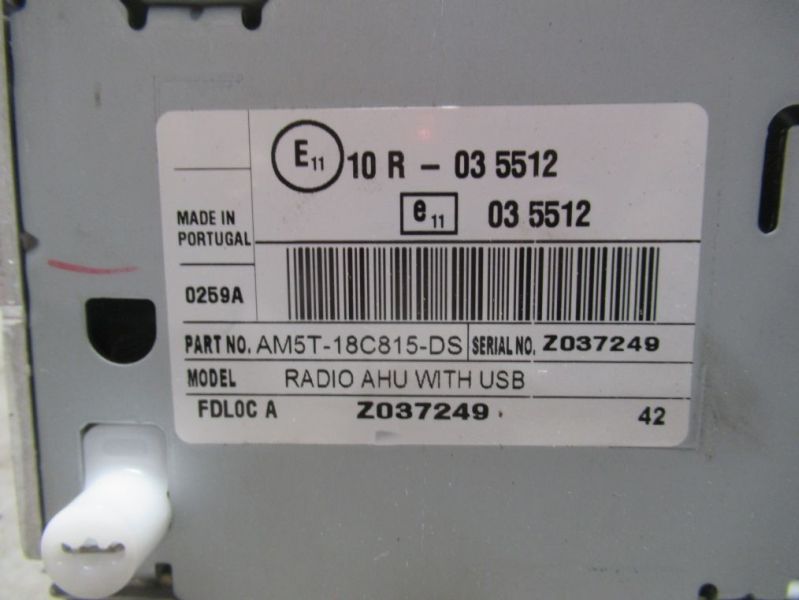 E11 10 R - 03 5512
e11 03 5512
MADE IN
PORTUGAL
0259A
PART NO. AM5T-18C815-DS SERIAL NO. Z037249
MODEL RADIO AHU WITH USB
FDLOC A Z037249 42